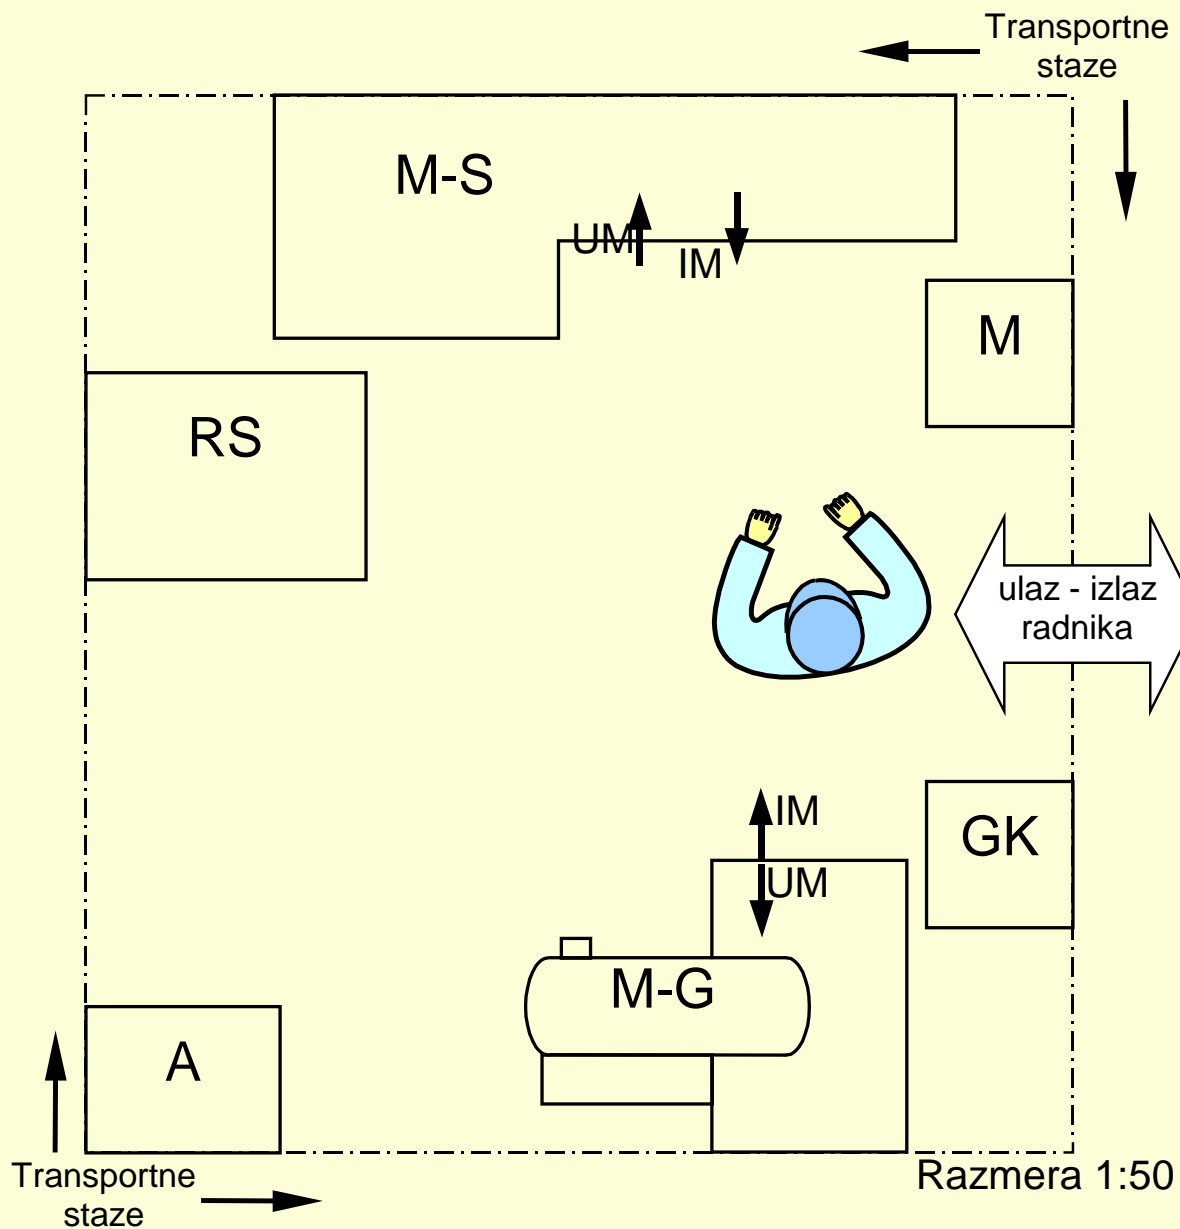 Transportne
staze
M-S
UM
IM
M
RS
ulaz - izlaz
radnika
IM
GK
UM
M-G
A
Transportne
staze
Razmera 1:50